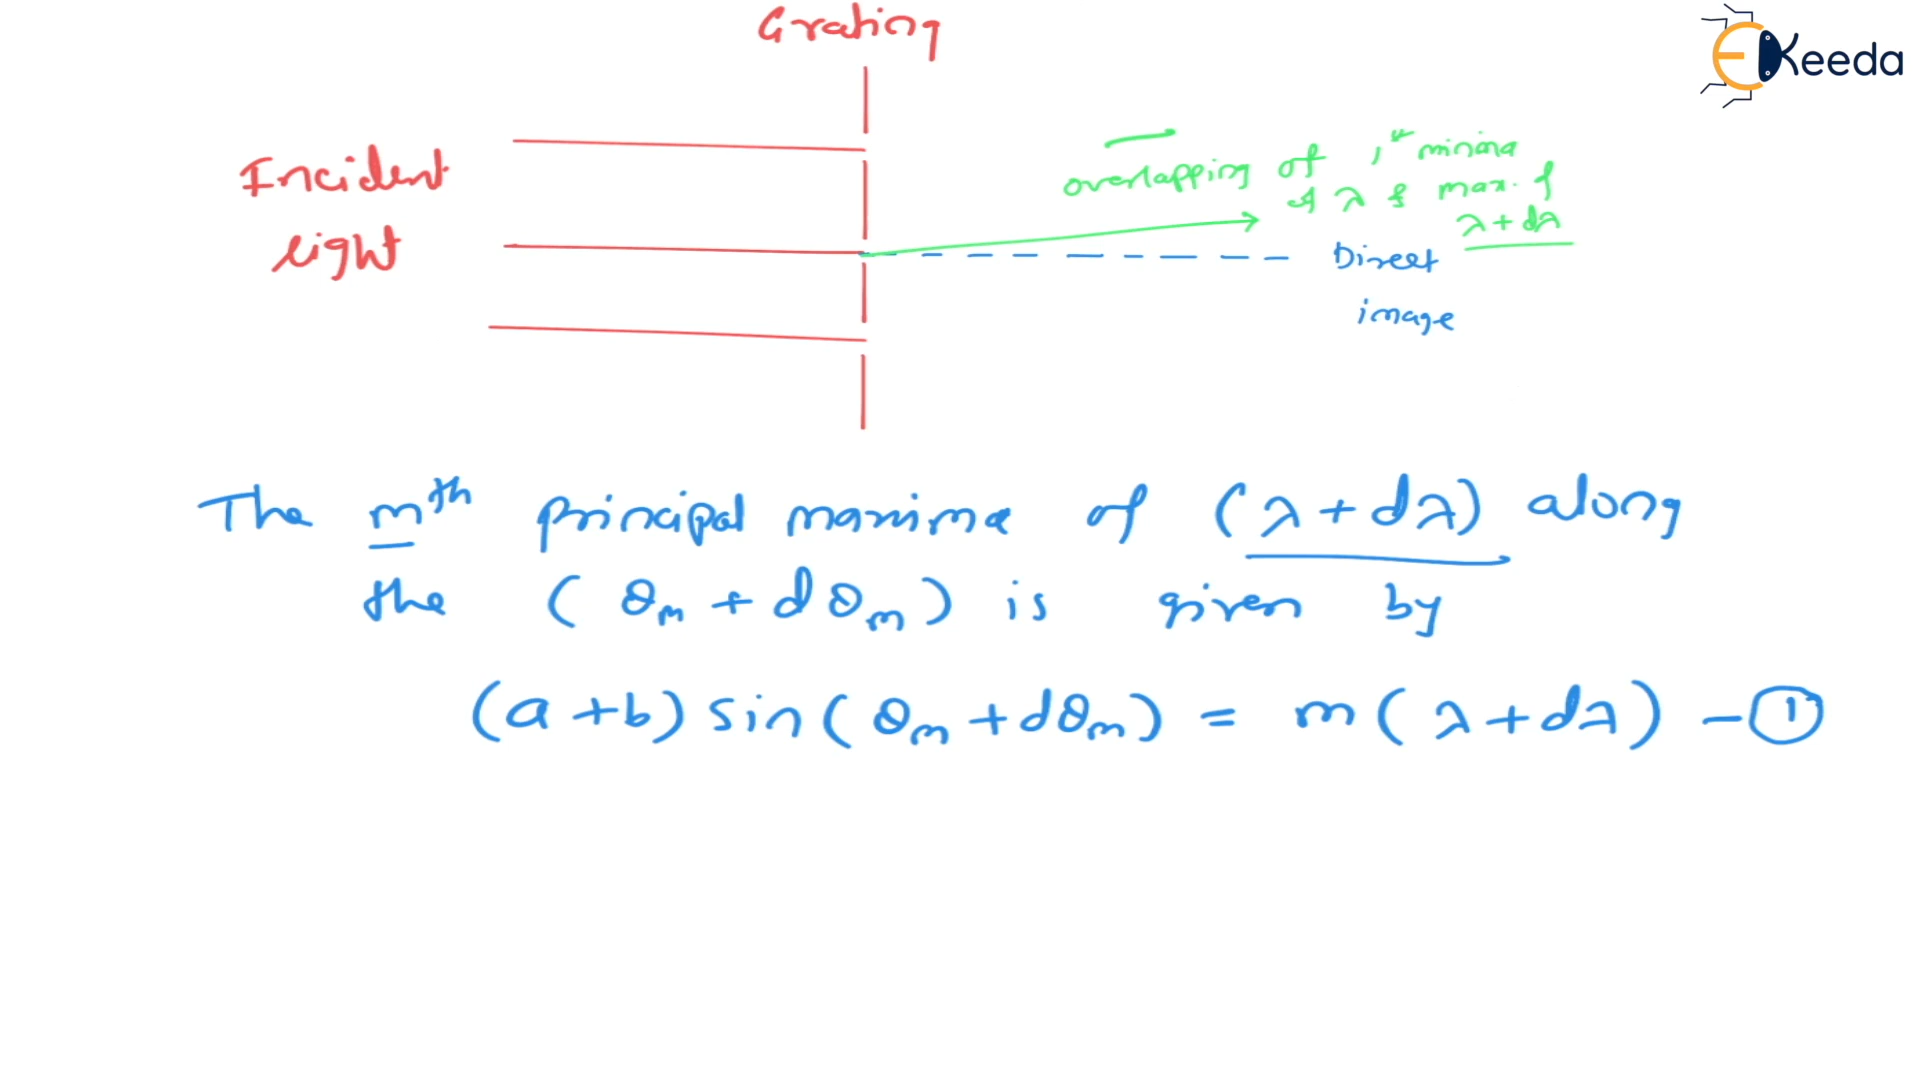 Grating
EKeeda
Incident
light
overlapping of 1st minima
of λ & max. of
λ + dλ
Direct
image
The mth principal maxima of (λ + dλ) along
the (θm + dθm) is given by
(a + b) sin(θm + dθm) = m(λ + dλ) – ①